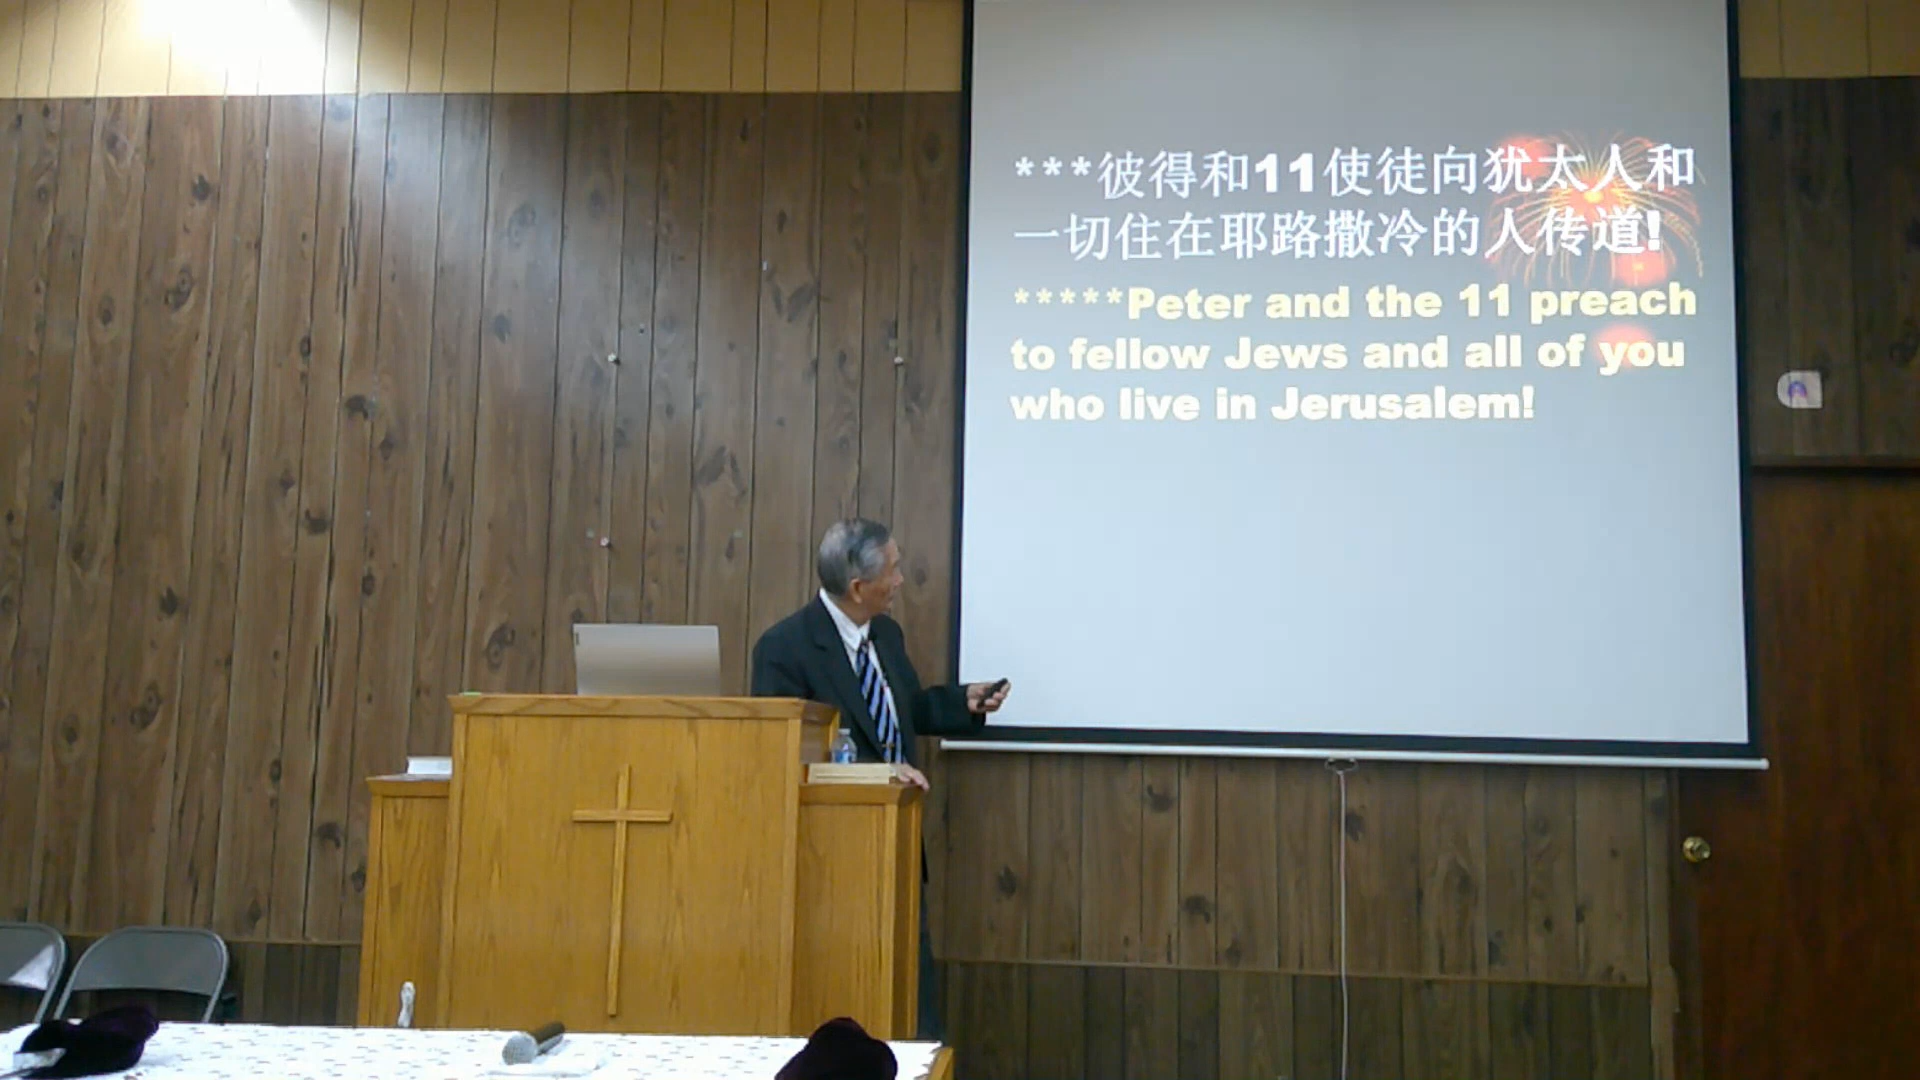 ***彼得和11使徒向犹太人和
一切住在耶路撒冷的人传道!
*****Peter and the 11 preach
to fellow Jews and all of you
who live in Jerusalem!